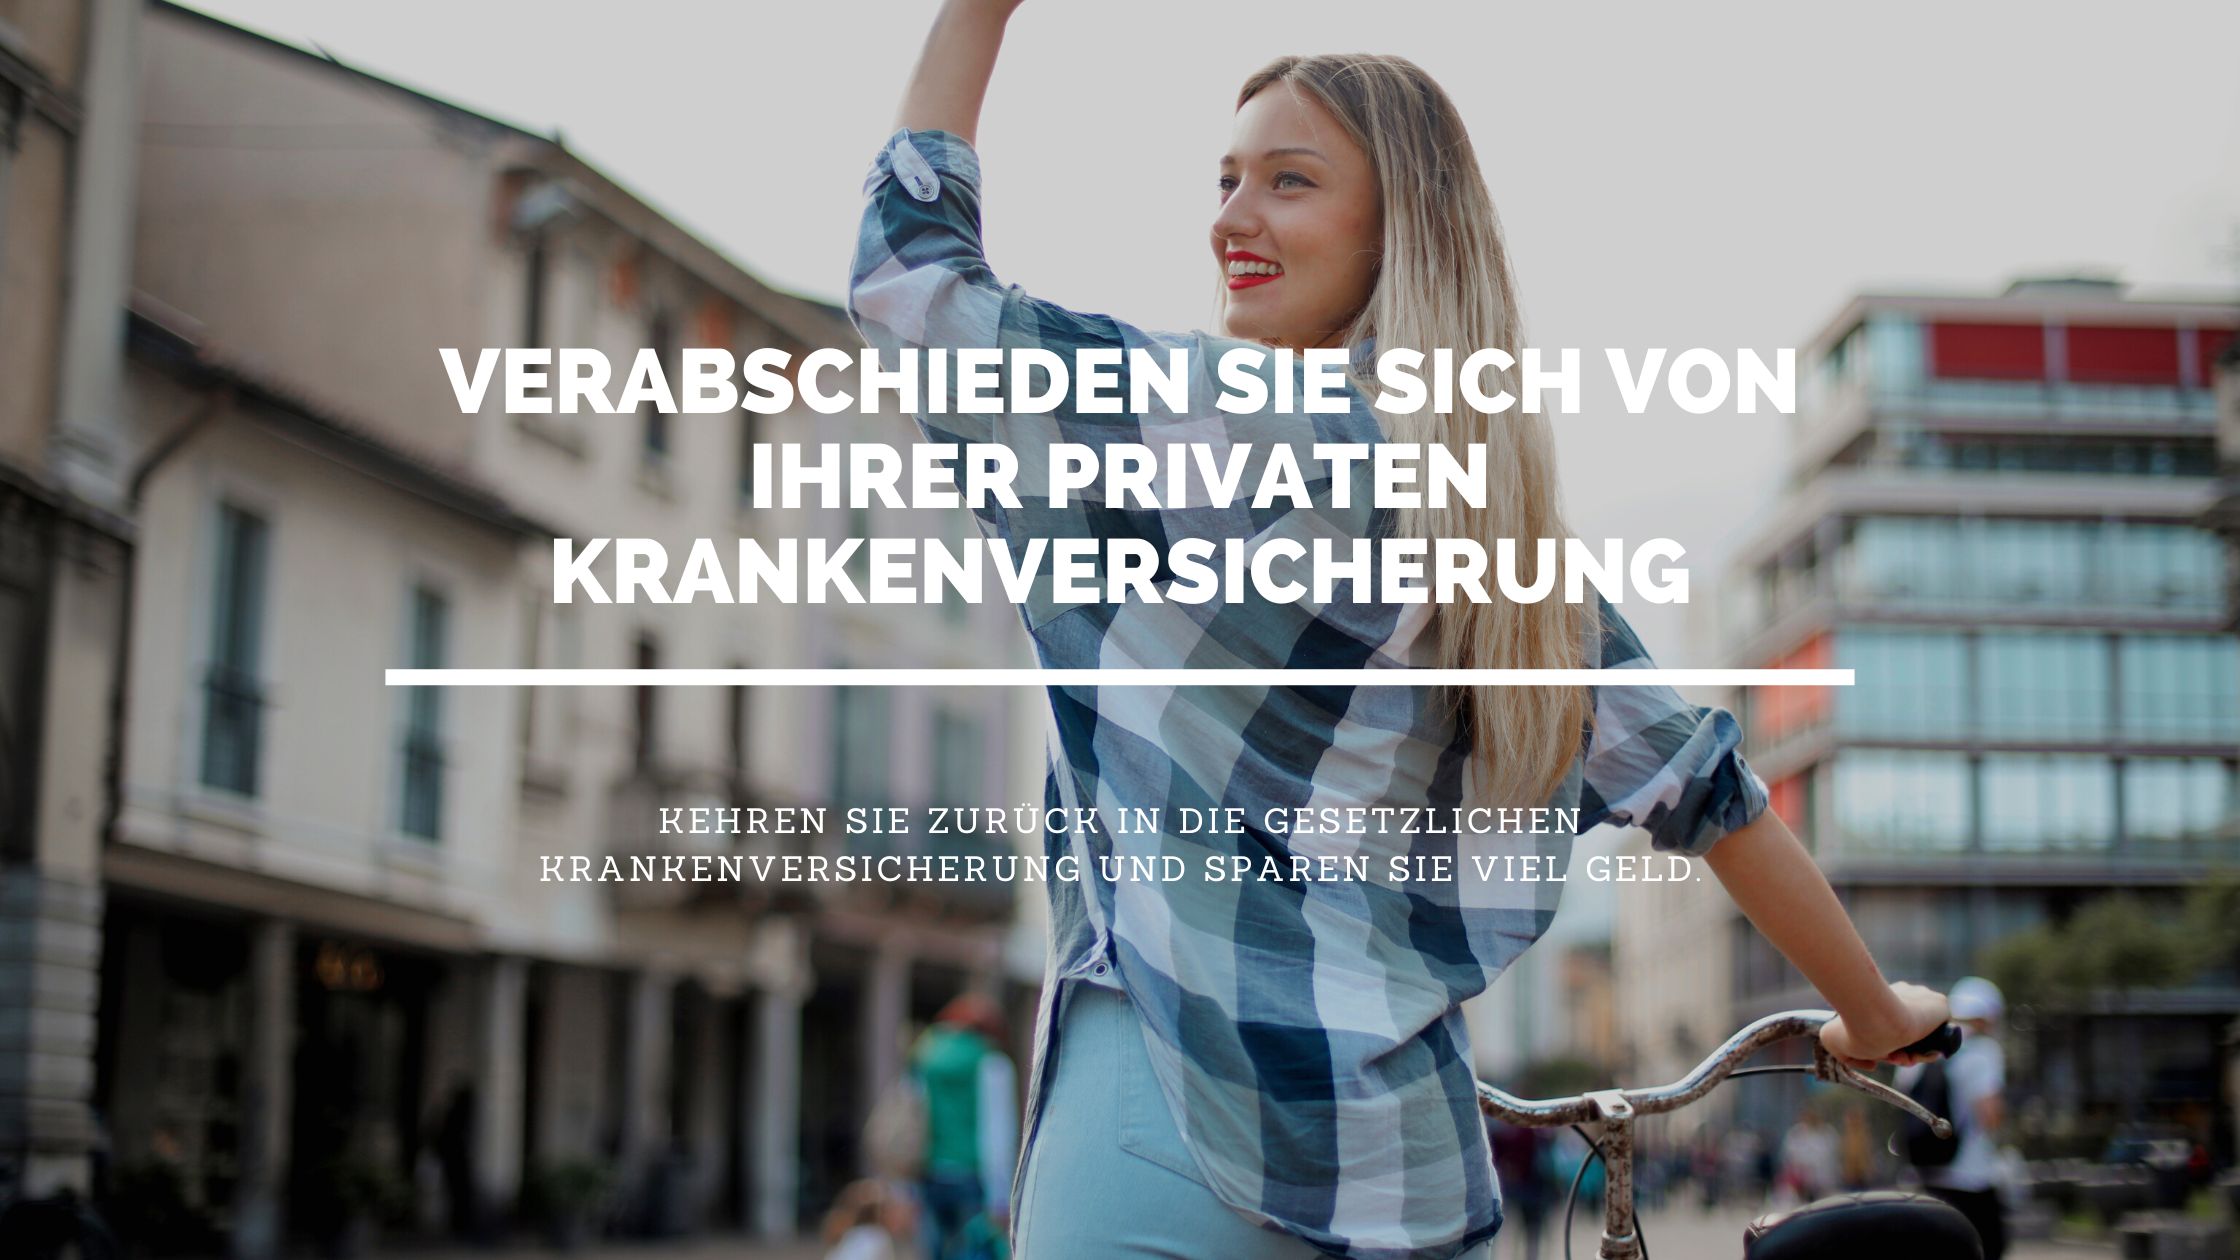 VERABSCHIEDEN SIE SICH VON
IHRER PRIVATEN
KRANKENVERSICHERUNG
KEHREN SIE ZURÜCK IN DIE GESETZLICHEN
KRANKENVERSICHERUNG UND SPAREN SIE VIEL GELD.